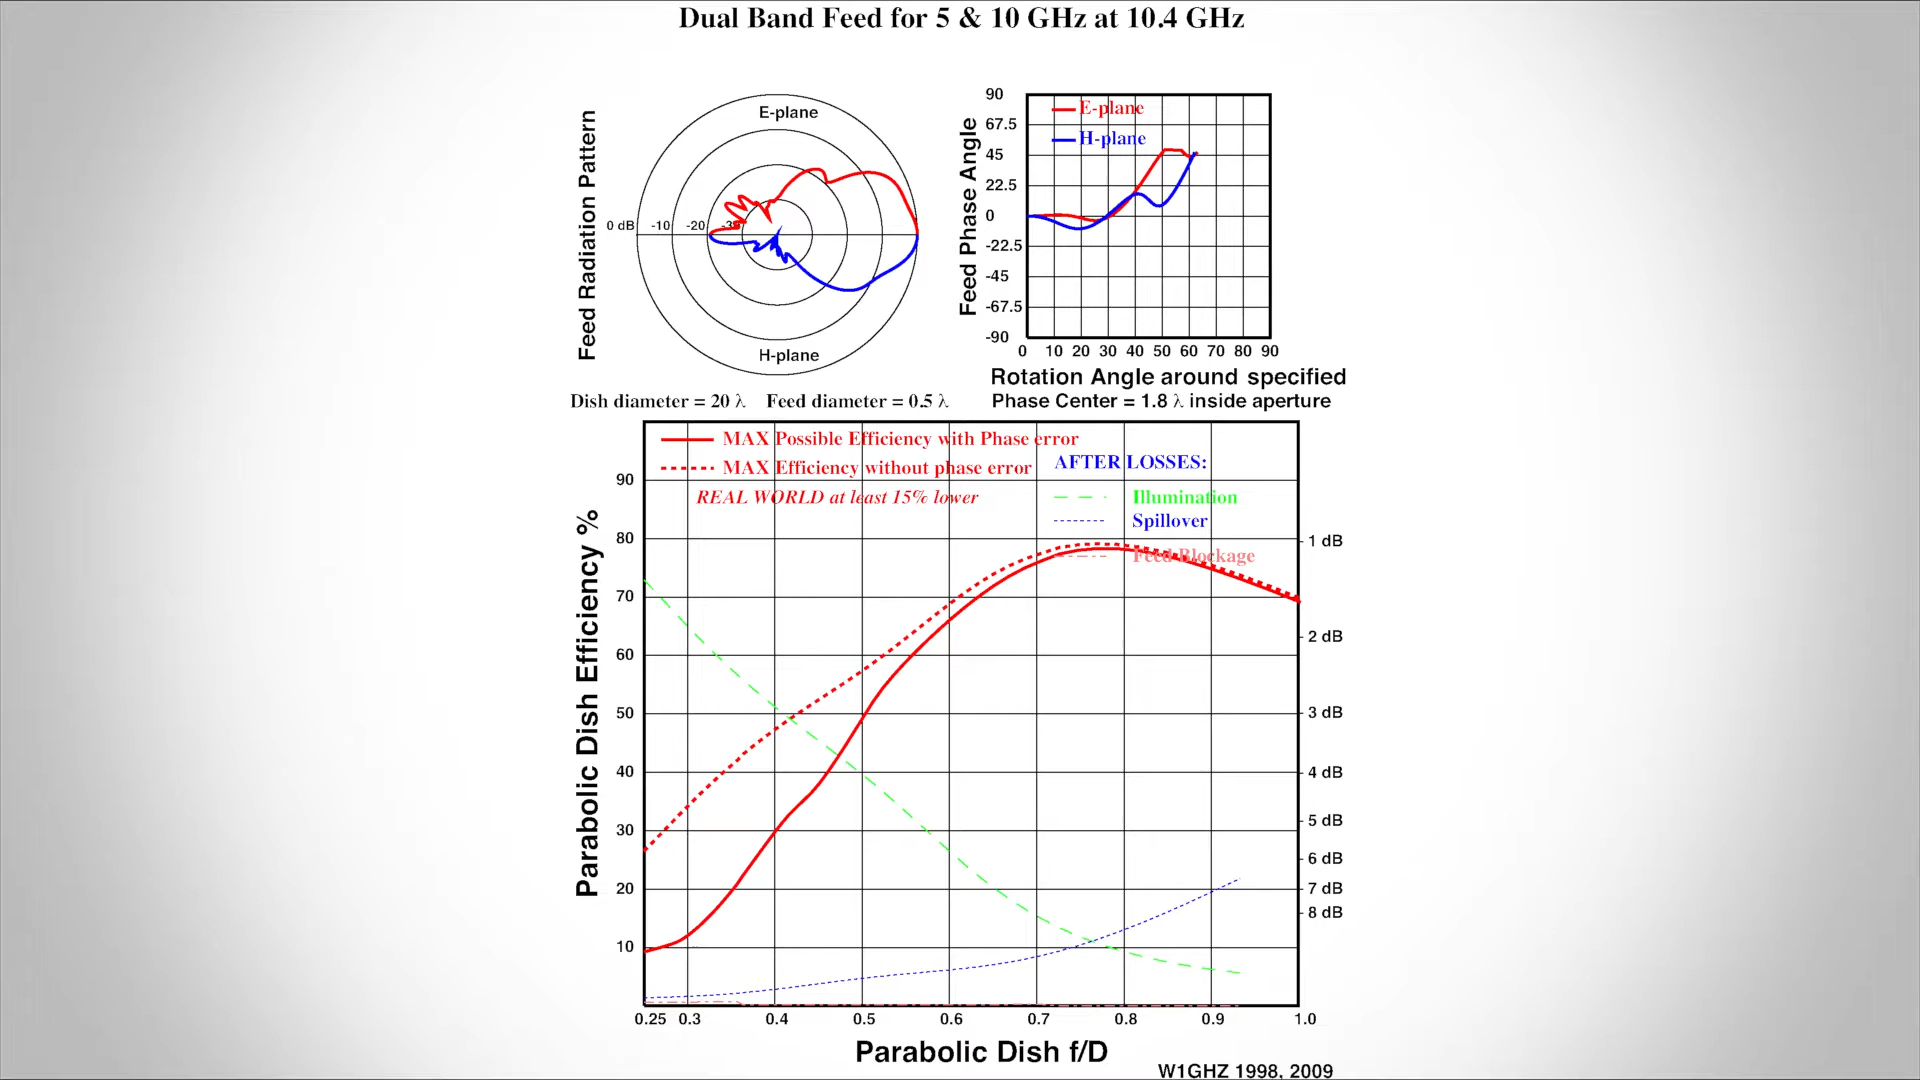 Dual Band Feed for 5 & 10 GHz at 10.4 GHz
Feed Radiation Pattern
E-plane
0 dB -10 -20 -30
H-plane
Feed Phase Angle
90
67.5
45
22.5
0
-22.5
-45
-67.5
-90
E-plane
H-plane
0 10 20 30 40 50 60 70 80 90
Rotation Angle around specified
Dish diameter = 20 λ Feed diameter = 0.5 λ
Phase Center = 1.8 λ inside aperture
MAX Possible Efficiency with Phase error
MAX Efficiency without phase error
REAL WORLD at least 15% lower
AFTER LOSSES:
Illumination
Spillover
Feed Blockage
Parabolic Dish Efficiency %
90
80
70
60
50
40
30
20
10
1 dB
2 dB
3 dB
4 dB
5 dB
6 dB
7 dB
8 dB
0.25 0.3 0.4 0.5 0.6 0.7 0.8 0.9 1.0
Parabolic Dish f/D
W1GHZ 1998, 2009